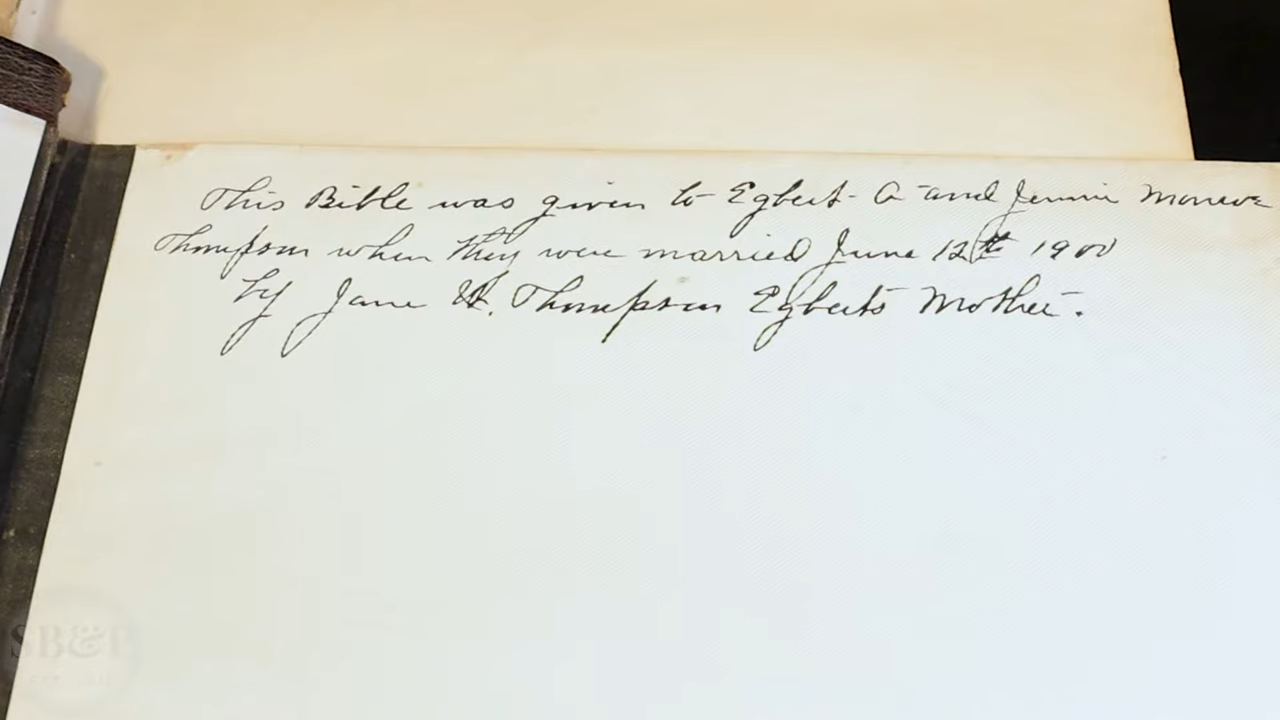 This Bible was given to Egbert A and Jennie Monroe
Thompson when they were married June 12th 1900
by Jane H. Thompson Egberts Mother.
SB&P